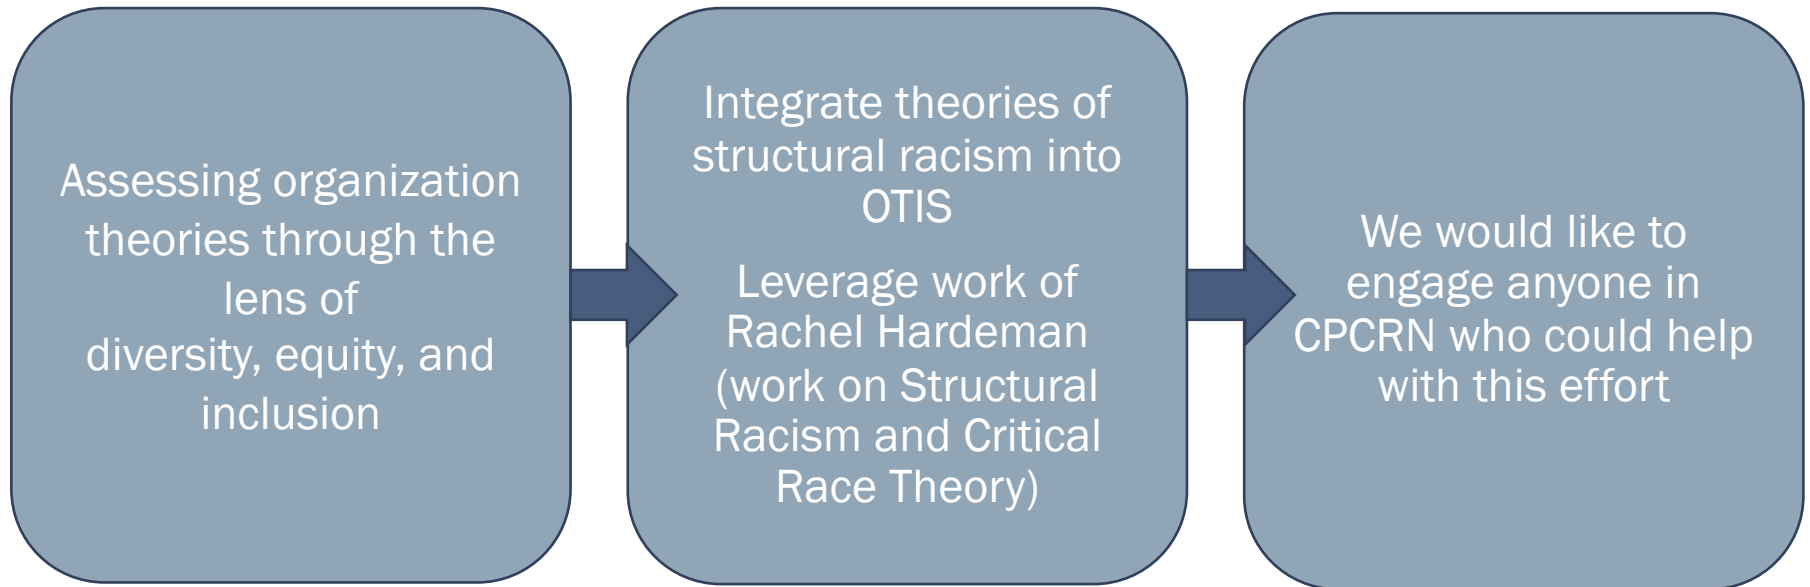 Assessing organization
theories through the
lens of
diversity, equity, and
inclusion
Integrate theories of
structural racism into
OTIS
Leverage work of
Rachel Hardeman
(work on Structural
Racism and Critical
Race Theory)
We would like to
engage anyone in
CPCRN who could help
with this effort